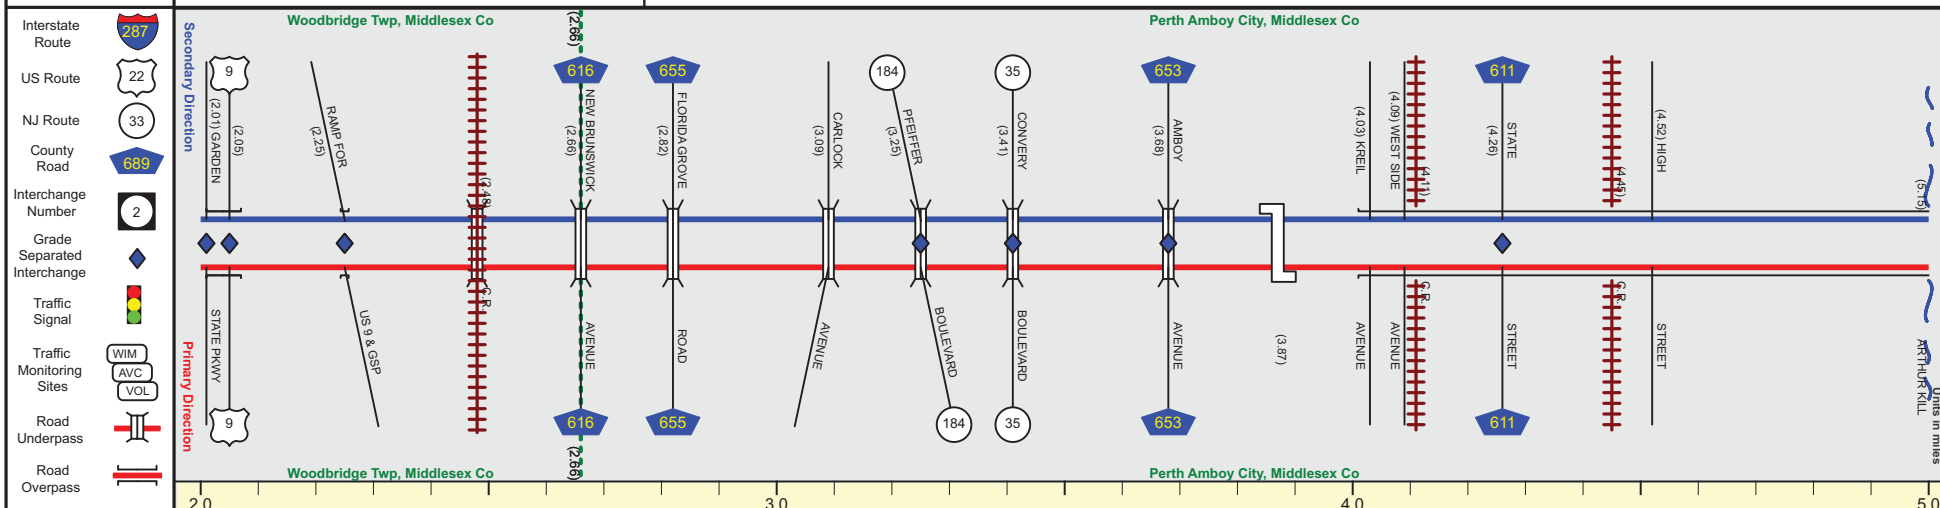 Interstate
Route
287
US Route
22
NJ Route
33
County
Road
689
Interchange
Number
2
Grade
Separated
Interchange
Traffic
Signal
Traffic
Monitoring
Sites
WIM
AVC
VOL
Road
Underpass
Road
Overpass
Secondary Direction
Primary Direction
Woodbridge Twp, Middlesex Co
(2.66)
Perth Amboy City, Middlesex Co
9
616
655
184
35
653
611
(2.01) GARDEN
(2.05)
RAMP FOR
(2.25)
(2.48)
NEW BRUNSWICK
(2.66)
FLORIDA GROVE
(2.82)
CARLOCK
(3.09)
PFEIFFER
(3.25)
CONVERY
(3.41)
AMBOY
(3.68)
(4.03) KREIL
(4.09) WEST SIDE
(4.11)
STATE
(4.26)
(4.45)
(4.52) HIGH
(5.15)
STATE PKWY
US 9 & GSP
C.R.
AVENUE
ROAD
AVENUE
BOULEVARD
BOULEVARD
AVENUE
(3.87)
AVENUE
AVENUE
C.R.
STREET
C.R.
STREET
ARTHUR KILL
Units in miles
9
616
655
184
35
653
611
Woodbridge Twp, Middlesex Co
(2.66)
Perth Amboy City, Middlesex Co
2.0
3.0
4.0
5.0